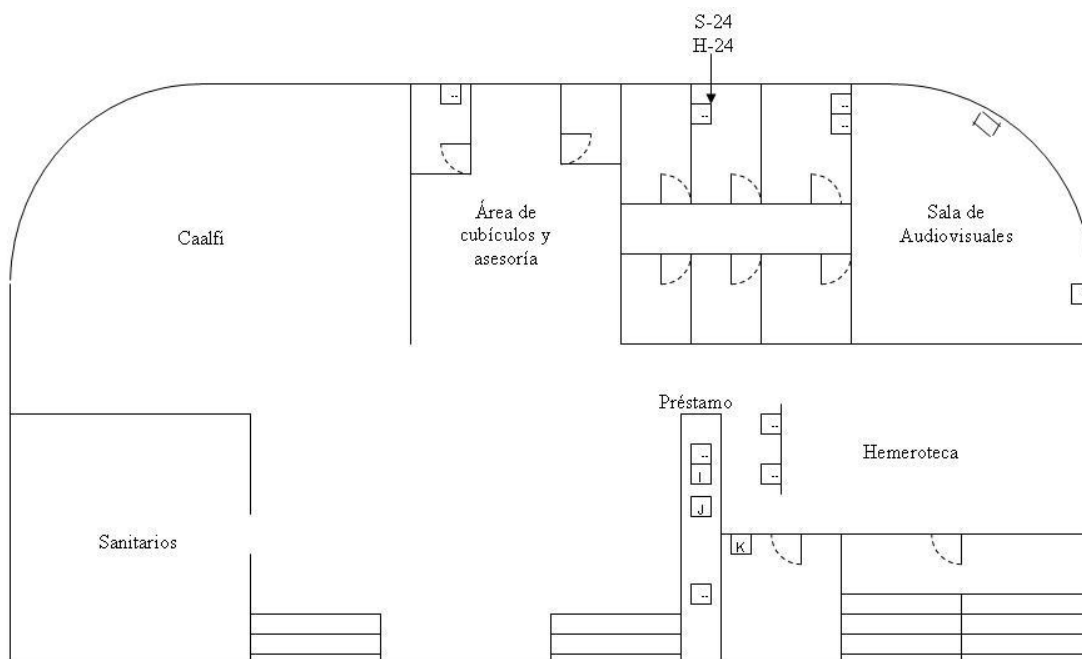 S-24
H-24
--
--
--
--
Área de
cubículos y
asesoría
Sala de
Audiovisuales
Caalfi
Préstamo
--
--
I
Hemeroteca
--
J
Sanitarios
K
--